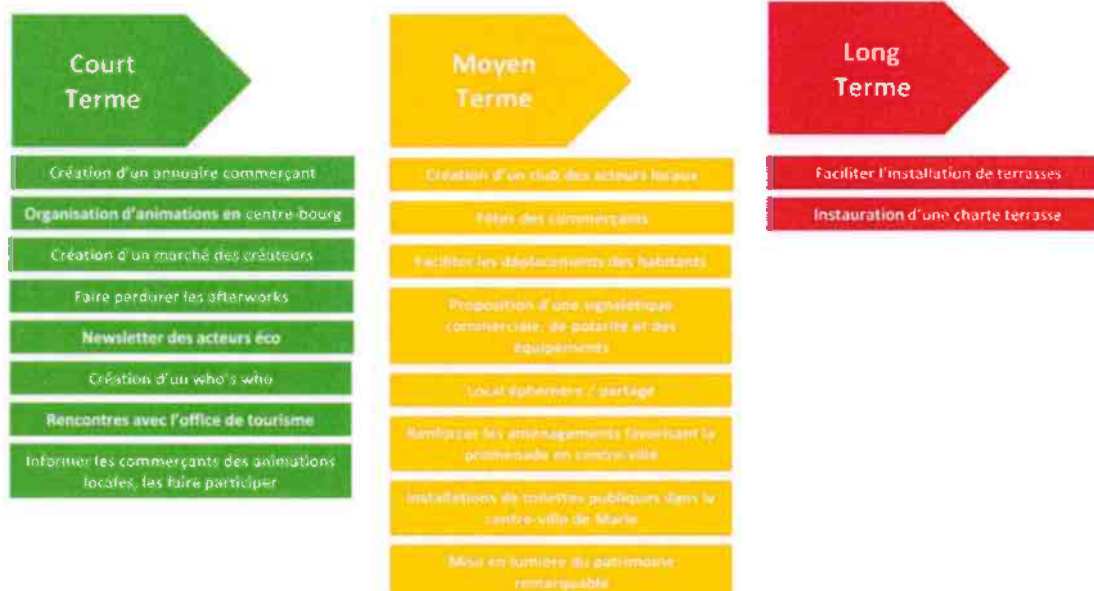 Court
Terme
Création d'un annuaire commerçant
Organisation d'animations en centre-bourg
Création d'un marché des créateurs
Faire perdurer les afterworks
Newsletter des acteurs éco
Création d'un who's who
Rencontres avec l'office de tourisme
Informer les commerçants des animations
locales, les faire participer
Moyen
Terme
Création d'un club des acteurs locaux
Fêtes des commerçants
Faciliter les déplacements des habitants
Proposition d'une signalétique
commerciale, de polarité et des
équipements
Local éphémère / partagé
Renforcer les aménagements favorisant la
promenade en centre-ville
Installations de toilettes publiques dans le
centre-ville de Marle
Mise en lumière du patrimoine
remarquable
Long
Terme
Faciliter l'installation de terrasses
Instauration d'une charte terrasse